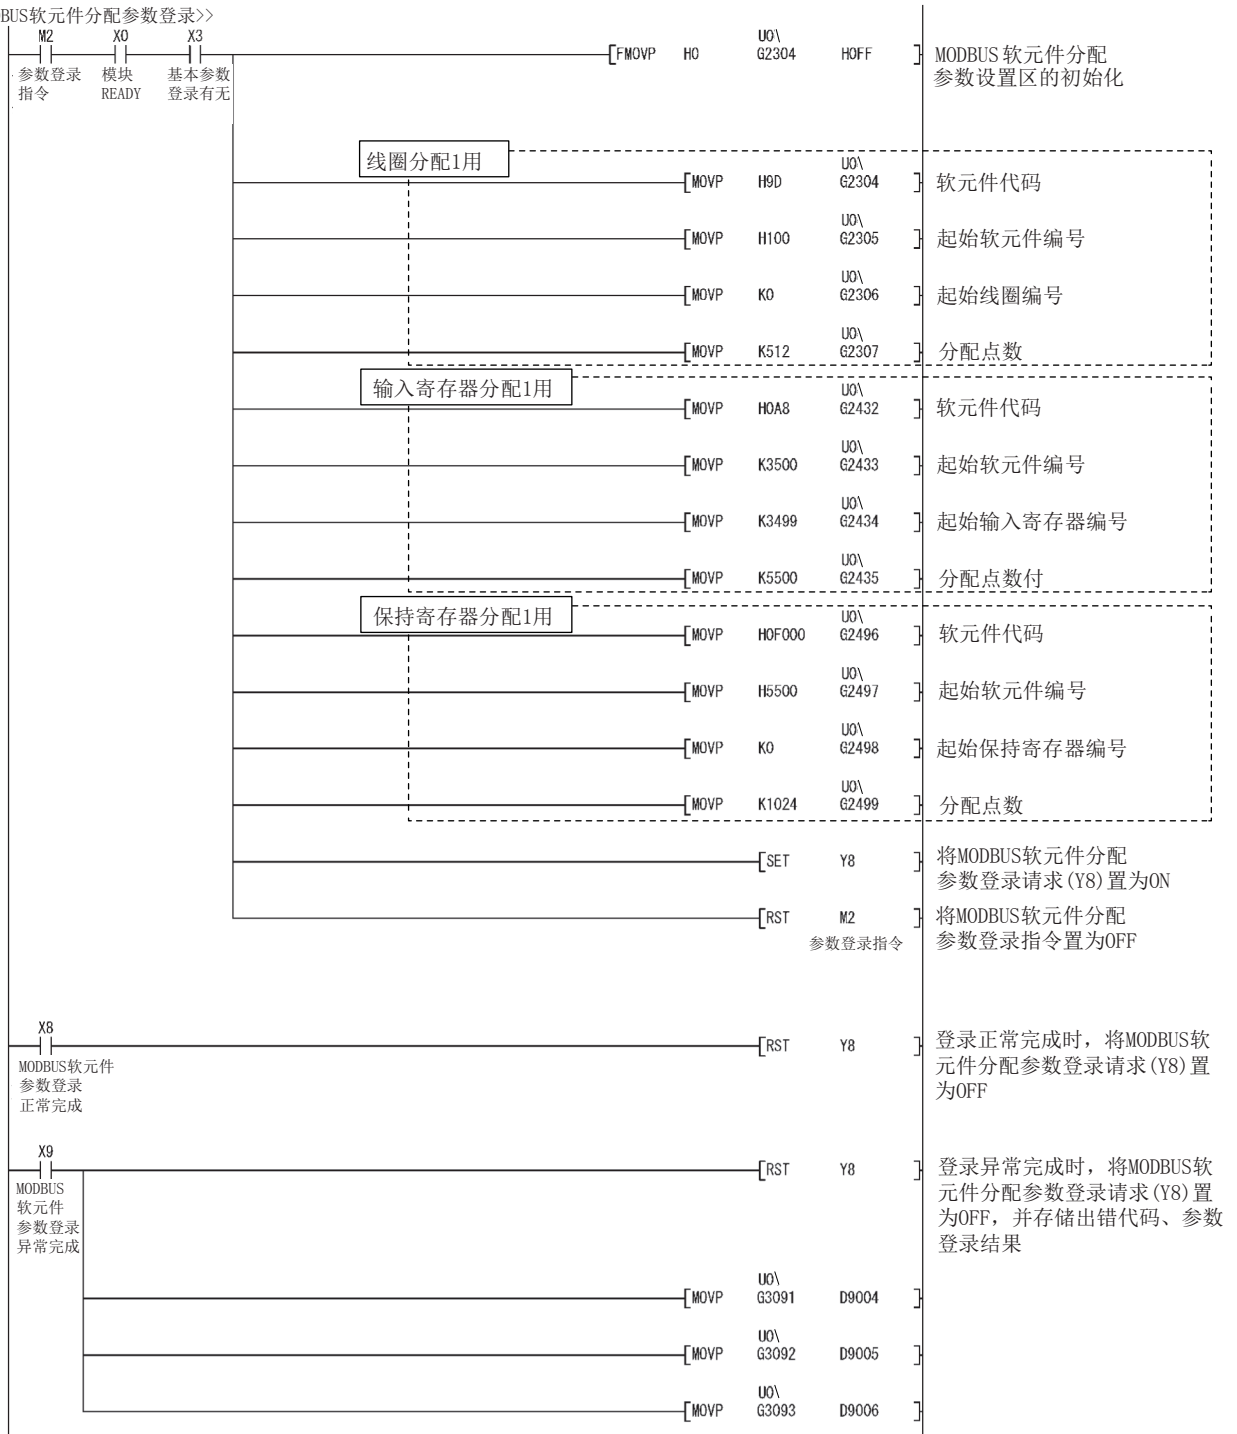 BUS软元件分配参数登录>>
M2 X0 X3
U0\
FMOVP H0 G2304 H0FF
MODBUS软元件分配
参数设置区的初始化
参数登录
指令
模块
READY
基本参数
登录有无
线圈分配1用
U0\
MOVP H9D G2304 软元件代码
U0\
MOVP H100 G2305 起始软元件编号
U0\
MOVP K0 G2306 起始线圈编号
U0\
MOVP K512 G2307 分配点数
输入寄存器分配1用
U0\
MOVP H0A8 G2432 软元件代码
U0\
MOVP K3500 G2433 起始软元件编号
U0\
MOVP K3499 G2434 起始输入寄存器编号
U0\
MOVP K5500 G2435 分配点数付
保持寄存器分配1用
U0\
MOVP H0F000 G2496 软元件代码
U0\
MOVP H5500 G2497 起始软元件编号
U0\
MOVP K0 G2498 起始保持寄存器编号
U0\
MOVP K1024 G2499 分配点数
SET Y8
将MODBUS软元件分配
参数登录请求(Y8)置为ON
RST M2
参数登录指令
将MODBUS软元件分配
参数登录指令置为OFF
X8
MODBUS软元件
参数登录
正常完成
RST Y8
登录正常完成时，将MODBUS软
元件分配参数登录请求(Y8)置
为OFF
X9
MODBUS
软元件
参数登录
异常完成
RST Y8
登录异常完成时，将MODBUS软
元件分配参数登录请求(Y8)置
为OFF，并存储出错代码、参数
登录结果
U0\
MOVP G3091 D9004
U0\
MOVP G3092 D9005
U0\
MOVP G3093 D9006